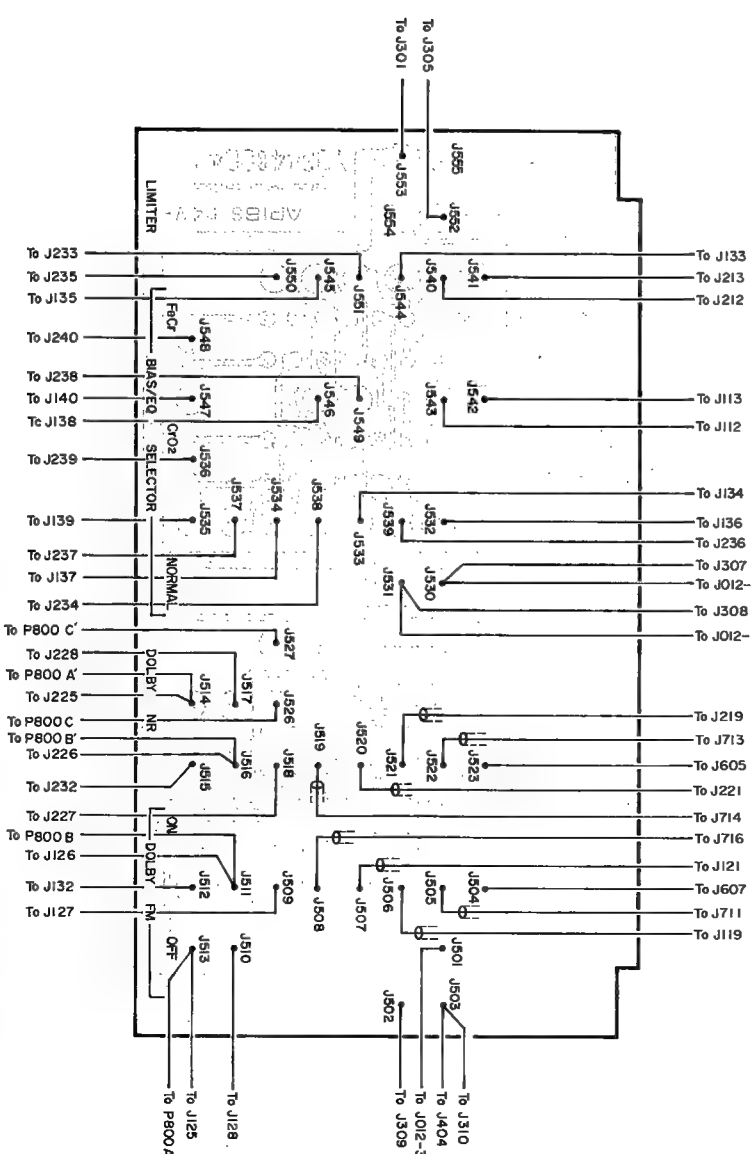 To J301
To J305
J555
J553
J552
J554
LIMITER
To J233
To J235
To J135
To J240
To J238
To J140
Tc J138
To J239
To J139
To J237
To J137
To J234
To P800 C'
To J228
To P800 A'
To J225
To P800 C
To P800 B'
To J226
To J232
To J227
To P800 B
To J126
To J132
To J127
FeCr
BIAS/EQ
CrO2
SELECTOR
NORMAL
DOLBY
NR
ON
DOLBY
FM
OFF
J550
J545
J551
J544
J540
J541
J548
J547
J546
J549
J543
J542
J536
J535
J537
J534
J538
J533
J539
J532
J531
J530
J527
J514
J517
J526
J515
J516
J518
J519
J520
J521
J522
J523
J512
J511
J509
J508
J507
J506
J505
J504
J513
J510
J501
J502
J503
To J133
To J213
To J212
To J113
To J112
To J134
To J136
To J236
To J307
To J012-
To J308
To J012-
To J219
To J713
To J605
To J221
To J714
To J716
To J121
To J607
To J711
To J119
To P800A
To J125
To J128
To J309
To J012-3
To J404
To J310